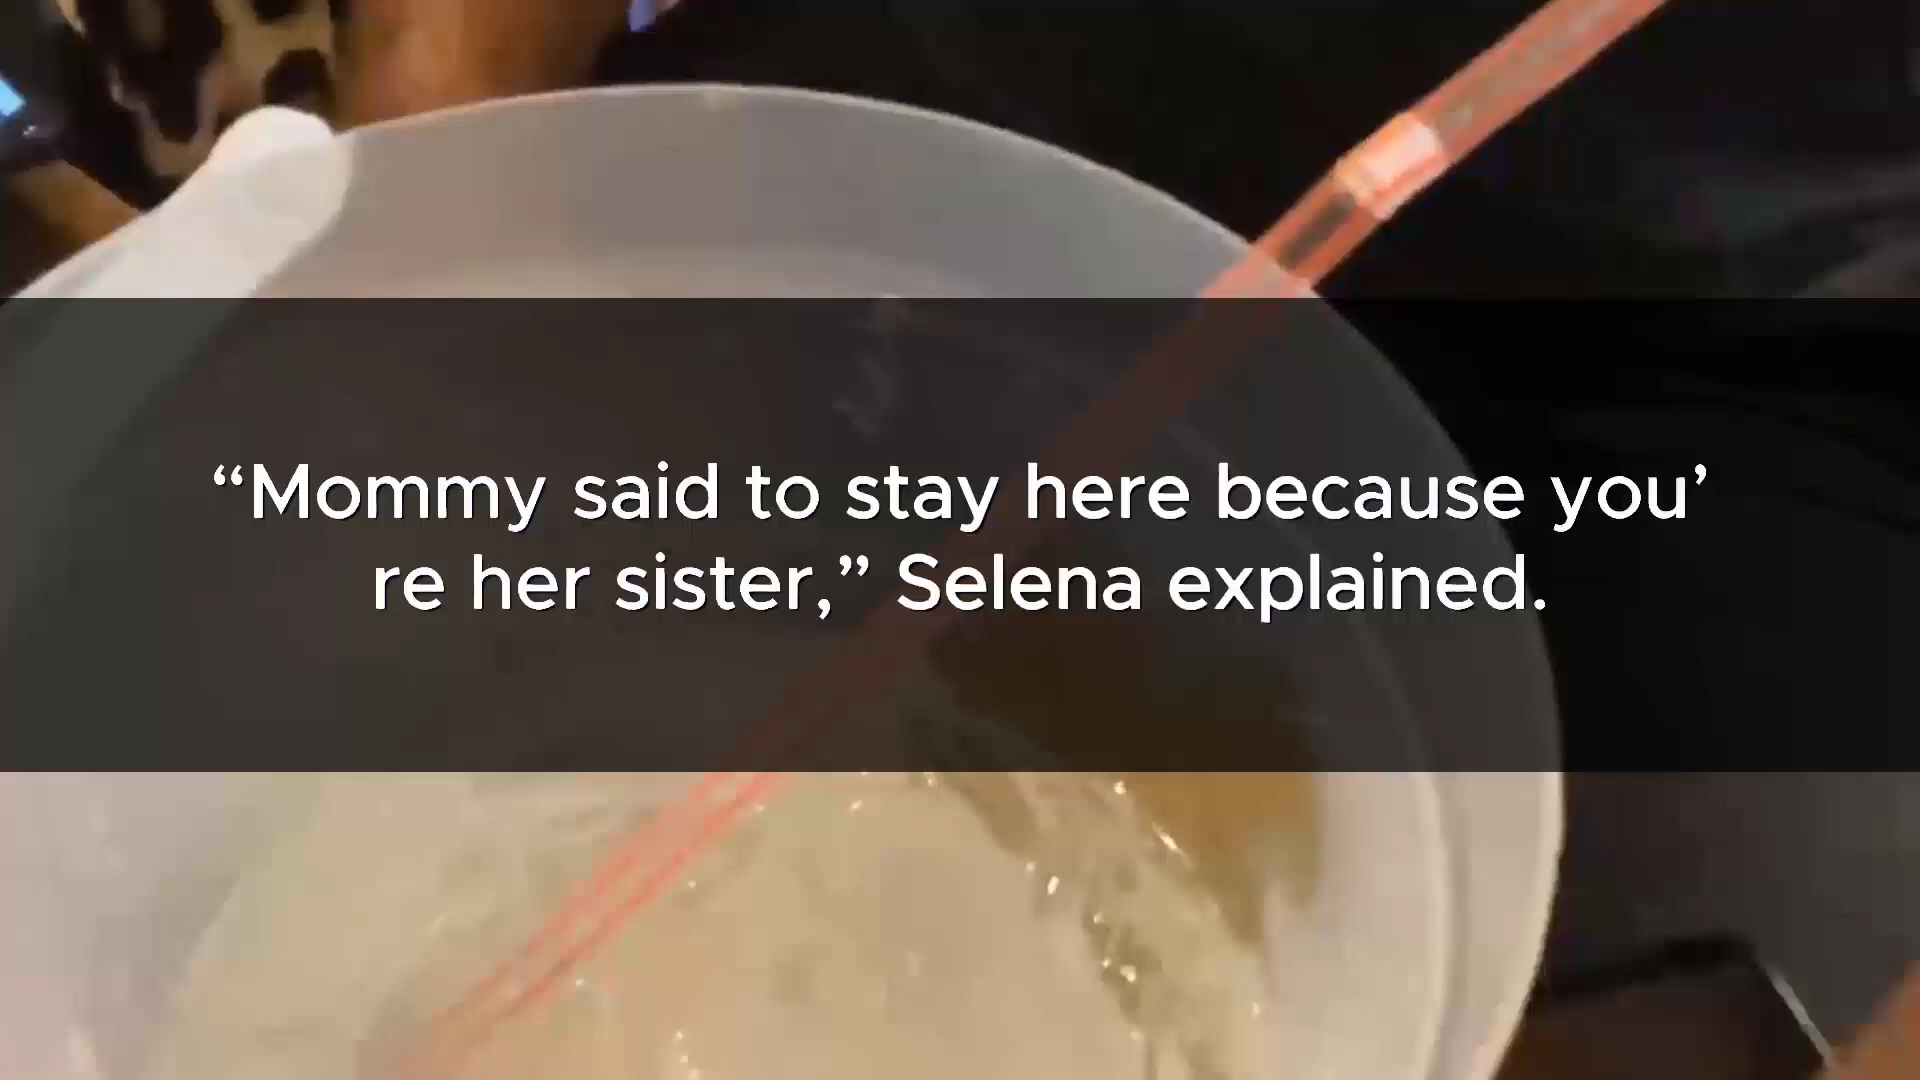 “Mommy said to stay here because you’
re her sister,” Selena explained.